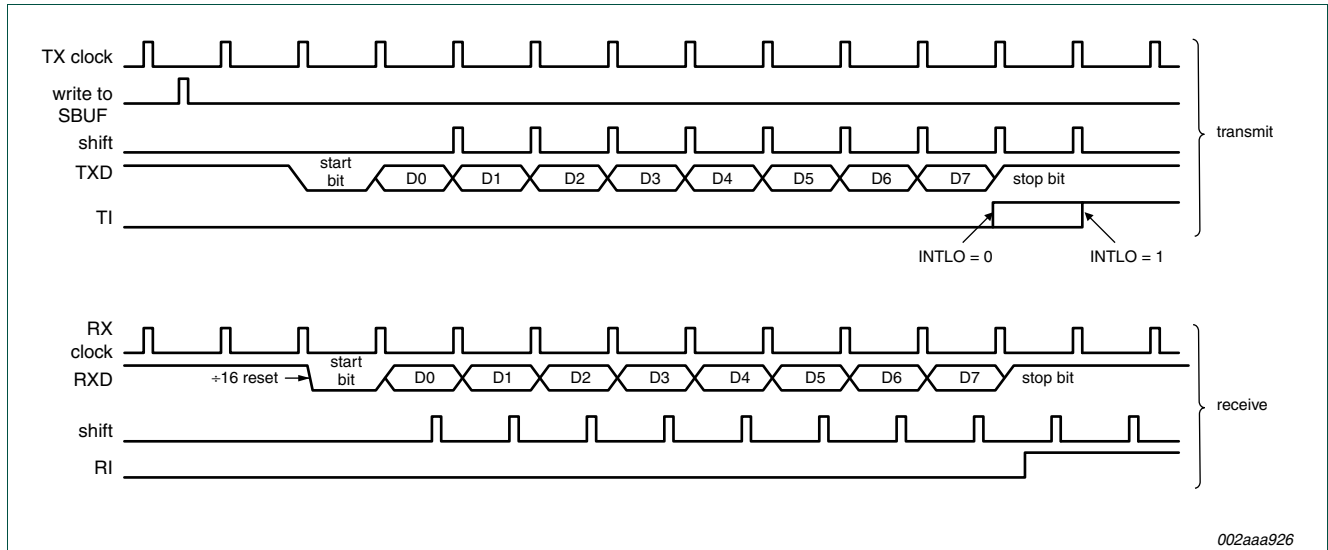 TX clock
write to
SBUF
shift
TXD
start
bit
D0 D1 D2 D3 D4 D5 D6 D7 stop bit
TI
INTLO = 0 INTLO = 1
transmit
RX
clock
RXD
÷16 reset
start
bit
D0 D1 D2 D3 D4 D5 D6 D7 stop bit
shift
RI
receive
002aaa926